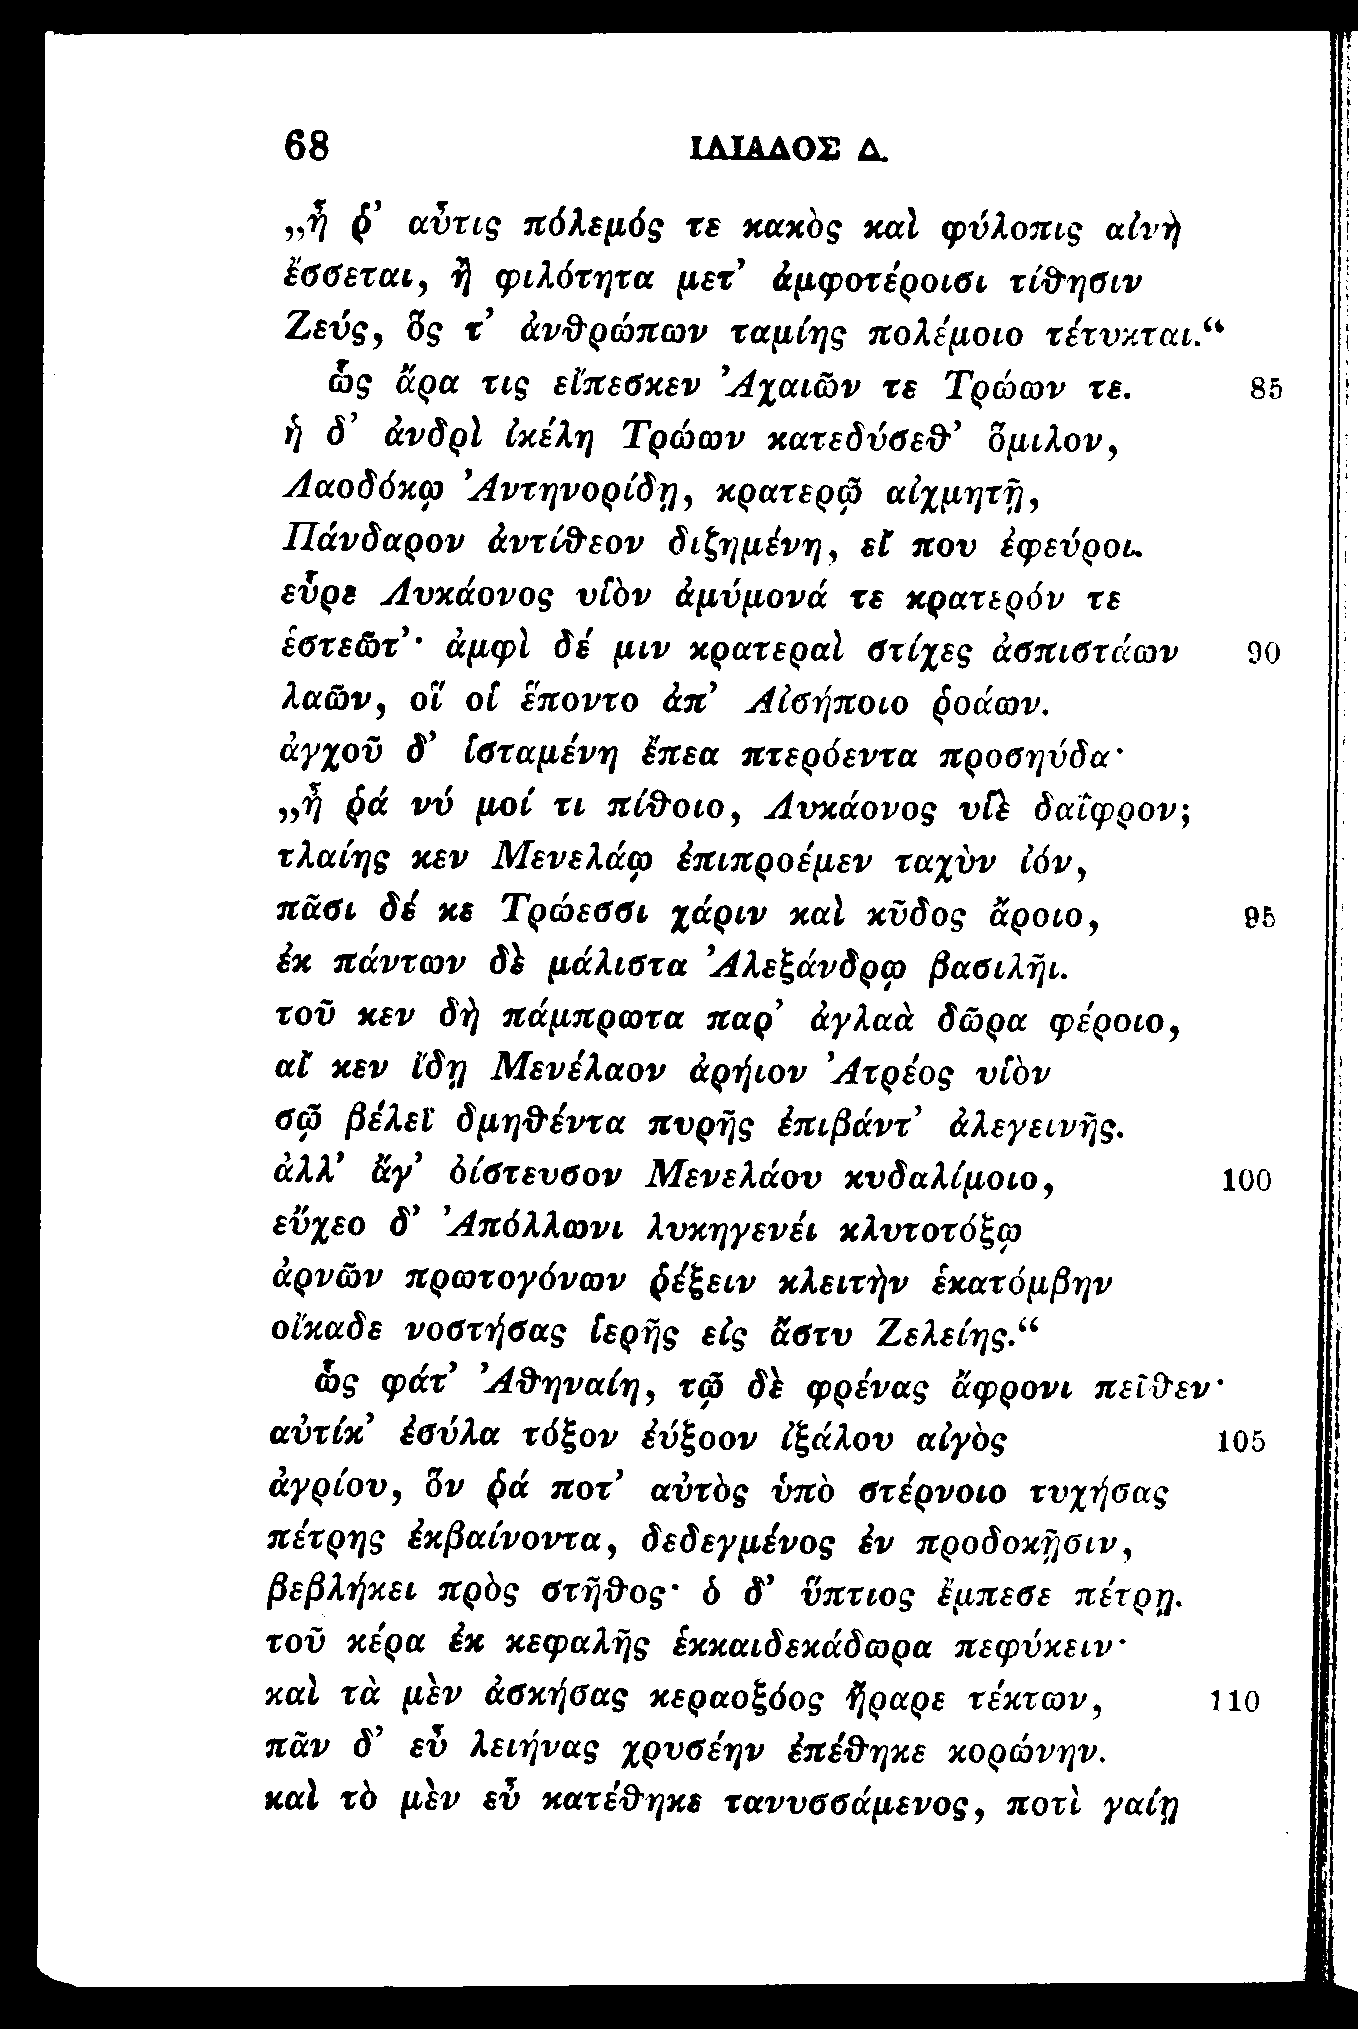 68 ΙΛΙΑΔΟΣ Δ.
„ἦ ῥ’ αὖτις πόλεμός τε κακὸς καὶ φύλοπις αἰνὴ
ἔσσεται, ἦ φιλότητα μετ’ ἀμφοτέροισι τίθησιν
Ζεύς, ὅς τ’ ἀνθρώπων ταμίης πολέμοιο τέτυκται.“
ὣς ἄρα τις εἴπεσκεν Ἀχαιῶν τε Τρώων τε. 85
ἡ δ’ ἀνδρὶ ἰκέλη Τρώων κατεδύσεθ’ ὅμιλον,
Λαοδόκῳ Ἀντηνορίδῃ, κρατερῷ αἰχμητῇ,
Πάνδαρον ἀντίθεον διζημένη, εἴ που ἐφεύροι.
εὗρε Λυκάονος υἱὸν ἀμύμονά τε κρατερόν τε
ἑστεῶτ’· ἀμφὶ δέ μιν κρατεραὶ στίχες ἀσπιστάων 90
λαῶν, οἵ οἱ ἕποντο ἀπ’ Αἰσήποιο ῥοάων.
ἀγχοῦ δ’ ἱσταμένη ἔπεα πτερόεντα προσηύδα·
„ἦ ῥά νύ μοί τι πίθοιο, Λυκάονος υἱὲ δαΐφρον;
τλαίης κεν Μενελάῳ ἐπιπροέμεν ταχὺν ἰόν,
πᾶσι δέ κε Τρώεσσι χάριν καὶ κῦδος ἄροιο, 95
ἐκ πάντων δὲ μάλιστα Ἀλεξάνδρῳ βασιλῆι.
τοῦ κεν δὴ πάμπρωτα παρ’ ἀγλαὰ δῶρα φέροιο,
αἴ κεν ἴδῃ Μενέλαον ἀρήιον Ἀτρέος υἱὸν
σῷ βέλεϊ δμηθέντα πυρῆς ἐπιβάντ’ ἀλεγεινῆς.
ἀλλ’ ἄγ’ ὀίστευσον Μενελάου κυδαλίμοιο, 100
εὔχεο δ’ Ἀπόλλωνι λυκηγενέι κλυτοτόξῳ
ἀρνῶν πρωτογόνων ῥέξειν κλειτὴν ἑκατόμβην
οἴκαδε νοστήσας ἱερῆς εἰς ἄστυ Ζελείης.“
ὣς φάτ’ Ἀθηναίη, τῷ δὲ φρένας ἄφρονι πεῖθεν·
αὐτίκ’ ἐσύλα τόξον ἐύξοον ἰξάλου αἰγὸς 105
ἀγρίου, ὅν ῥά ποτ’ αὐτὸς ὑπὸ στέρνοιο τυχήσας
πέτρης ἐκβαίνοντα, δεδεγμένος ἐν προδοκῇσιν,
βεβλήκει πρὸς στῆθος· ὁ δ’ ὕπτιος ἔμπεσε πέτρῃ.
τοῦ κέρα ἐκ κεφαλῆς ἑκκαιδεκάδωρα πεφύκειν·
καὶ τὰ μὲν ἀσκήσας κεραοξόος ἤραρε τέκτων, 110
πᾶν δ’ εὖ λειήνας χρυσέην ἐπέθηκε κορώνην.
καὶ τὸ μὲν εὖ κατέθηκε τανυσσάμενος, ποτὶ γαίῃ